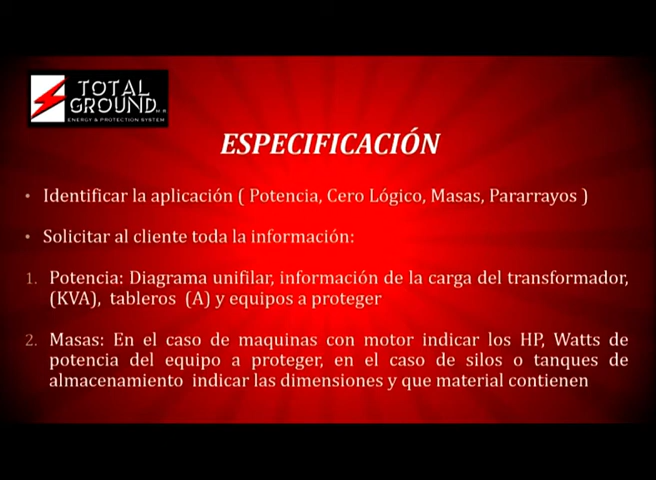 TOTAL
GROUND M.R.
ENERGY & PROTECTION SYSTEM
ESPECIFICACIÓN
• Identificar la aplicación ( Potencia, Cero Lógico, Masas, Pararrayos )
• Solicitar al cliente toda la información:
1. Potencia: Diagrama unifilar, información de la carga del transformador,
(KVA), tableros (A) y equipos a proteger
2. Masas: En el caso de maquinas con motor indicar los HP, Watts de
potencia del equipo a proteger, en el caso de silos o tanques de
almacenamiento indicar las dimensiones y que material contienen